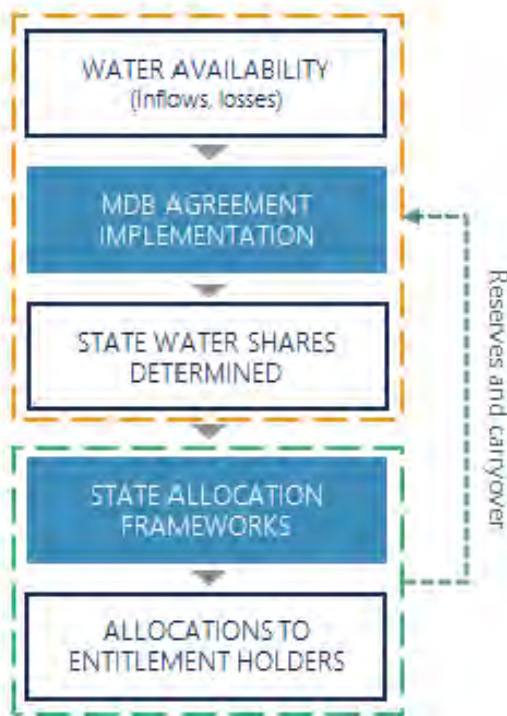 WATER AVAILABILITY
(Inflows, losses)
MDB AGREEMENT
IMPLEMENTATION
STATE WATER SHARES
DETERMINED
STATE ALLOCATION
FRAMEWORKS
ALLOCATIONS TO
ENTITLEMENT HOLDERS
Reserves and carryover